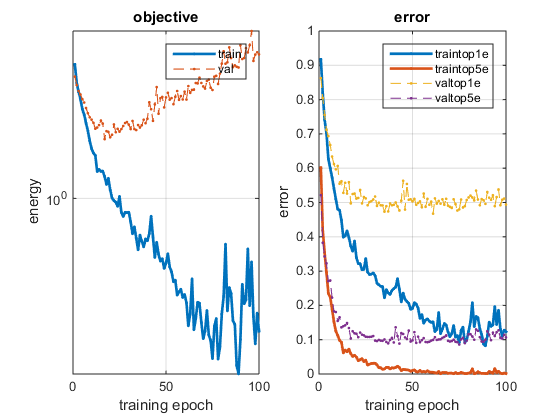 objective
train
val
energy
10^0
0
50
100
training epoch
error
traintop1e
traintop5e
valtop1e
valtop5e
error
1
0.9
0.8
0.7
0.6
0.5
0.4
0.3
0.2
0.1
0
0
50
100
training epoch